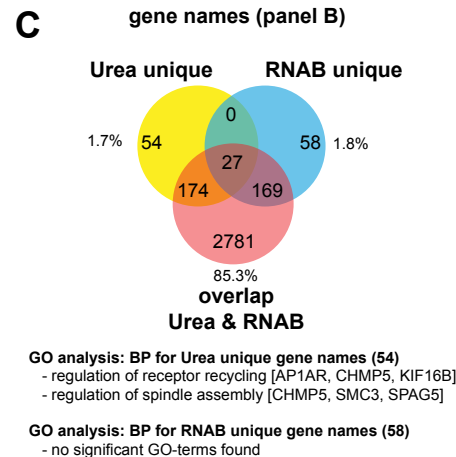 C
gene names (panel B)
Urea unique RNAB unique
0
1.7% 54 58 1.8%
27
174 169
2781
85.3%
overlap
Urea & RNAB
GO analysis: BP for Urea unique gene names (54)
- regulation of receptor recycling [AP1AR, CHMP5, KIF16B]
- regulation of spindle assembly [CHMP5, SMC3, SPAG5]
GO analysis: BP for RNAB unique gene names (58)
- no significant GO-terms found